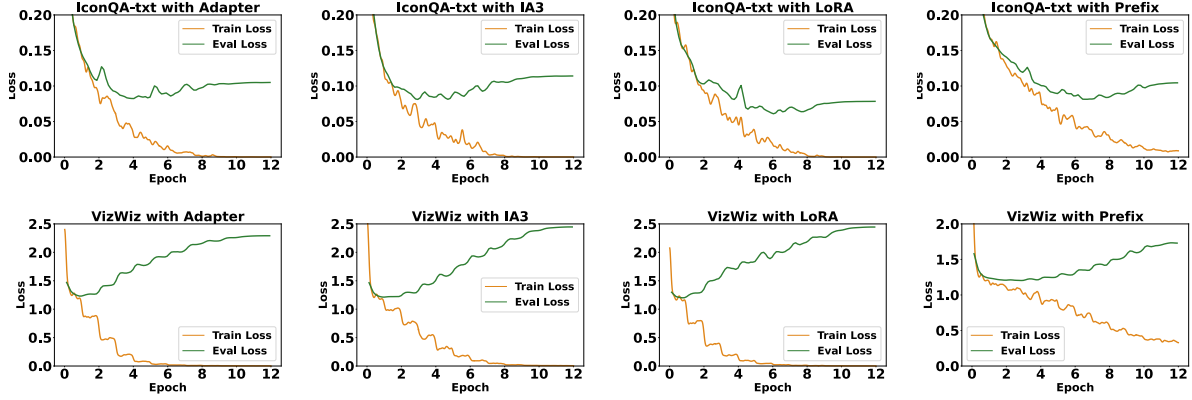 IconQA-txt with Adapter
0.20
0.15
0.10
0.05
0.00
Loss
Train Loss
Eval Loss
0 2 4 6 8 10 12
Epoch
IconQA-txt with IA3
0.20
0.15
0.10
0.05
0.00
Loss
Train Loss
Eval Loss
0 2 4 6 8 10 12
Epoch
IconQA-txt with LoRA
0.20
0.15
0.10
0.05
0.00
Loss
Train Loss
Eval Loss
0 2 4 6 8 10 12
Epoch
IconQA-txt with Prefix
0.20
0.15
0.10
0.05
0.00
Loss
Train Loss
Eval Loss
0 2 4 6 8 10 12
Epoch
VizWiz with Adapter
2.5
2.0
1.5
1.0
0.5
0.0
Loss
Train Loss
Eval Loss
0 2 4 6 8 10 12
Epoch
VizWiz with IA3
2.5
2.0
1.5
1.0
0.5
0.0
Loss
Train Loss
Eval Loss
0 2 4 6 8 10 12
Epoch
VizWiz with LoRA
2.5
2.0
1.5
1.0
0.5
0.0
Loss
Train Loss
Eval Loss
0 2 4 6 8 10 12
Epoch
VizWiz with Prefix
2.0
1.5
1.0
0.5
0.0
Loss
Train Loss
Eval Loss
0 2 4 6 8 10 12
Epoch